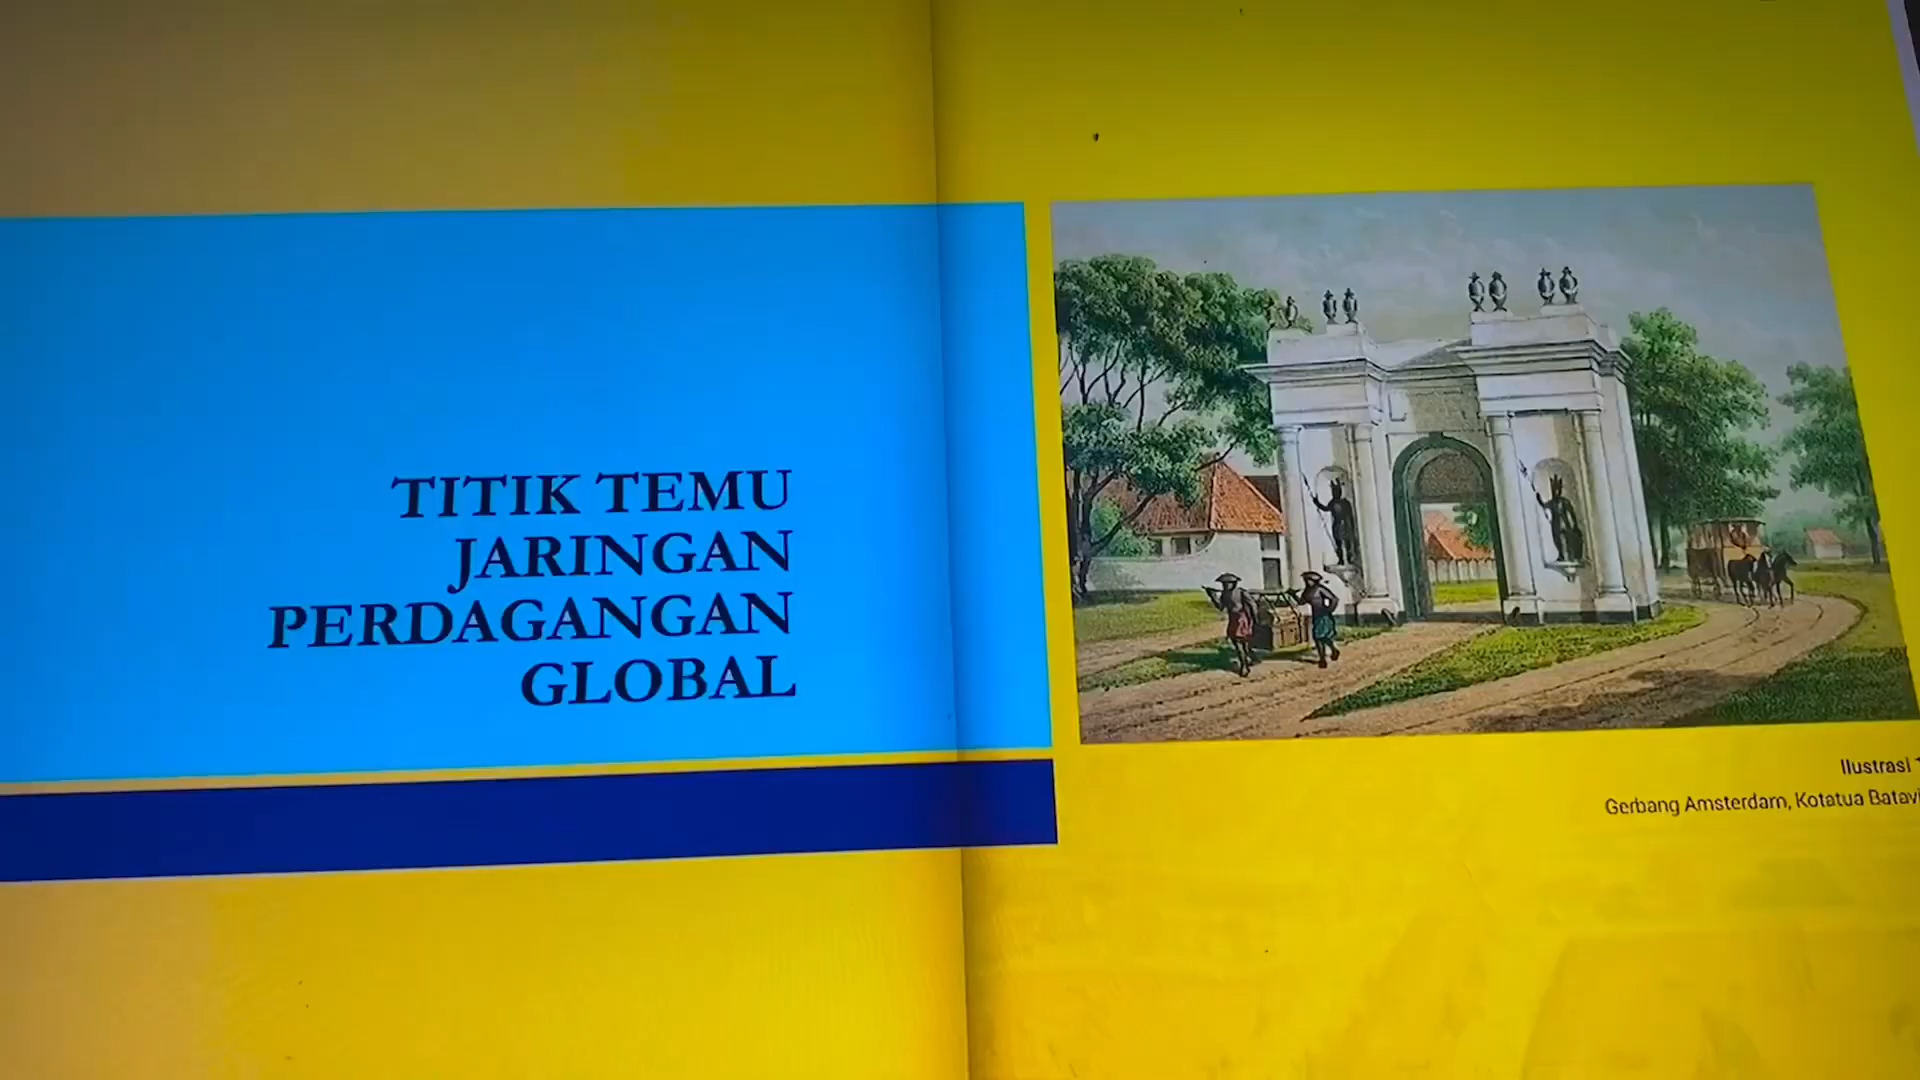 TITIK TEMU
JARINGAN
PERDAGANGAN
GLOBAL
Ilustrasi
Gerbang Amsterdam, Kotatua